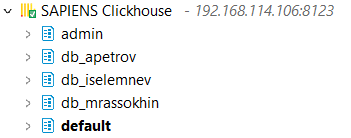 SAPIENS Clickhouse - 192.168.114.106:8123
admin
db_apetrov
db_iselemnev
db_mrassokhin
default